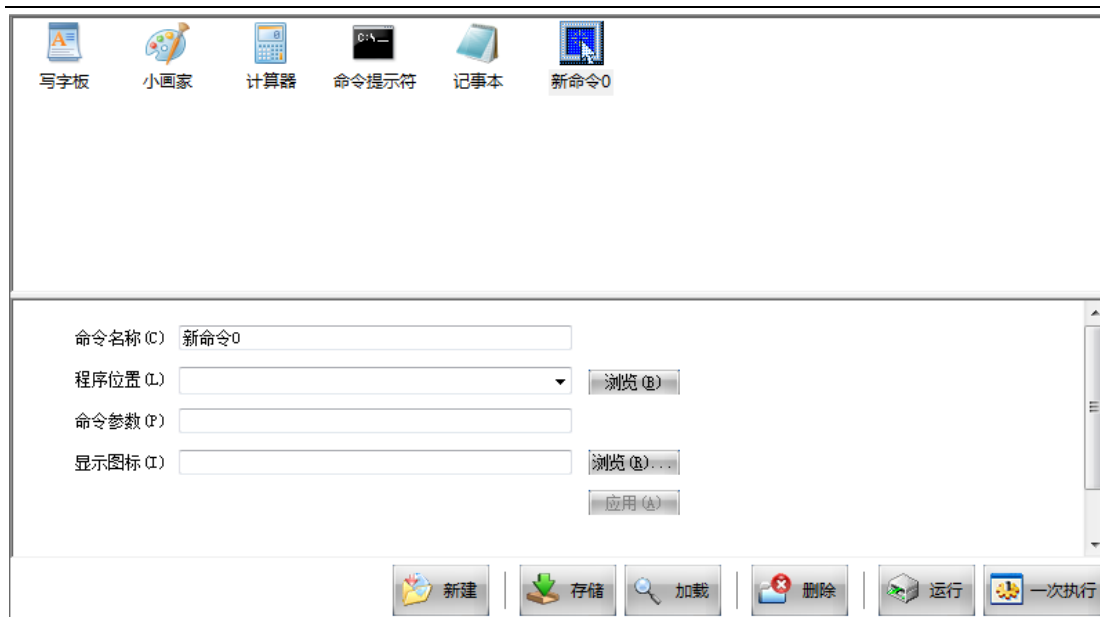 写字板 小画家 计算器 命令提示符 记事本 新命令0
命令名称(C) 新命令0
程序位置(L) 浏览(B)
命令参数(P)
显示图标(I) 浏览(R)...
应用(A)
新建 存储 加载 删除 运行 一次执行